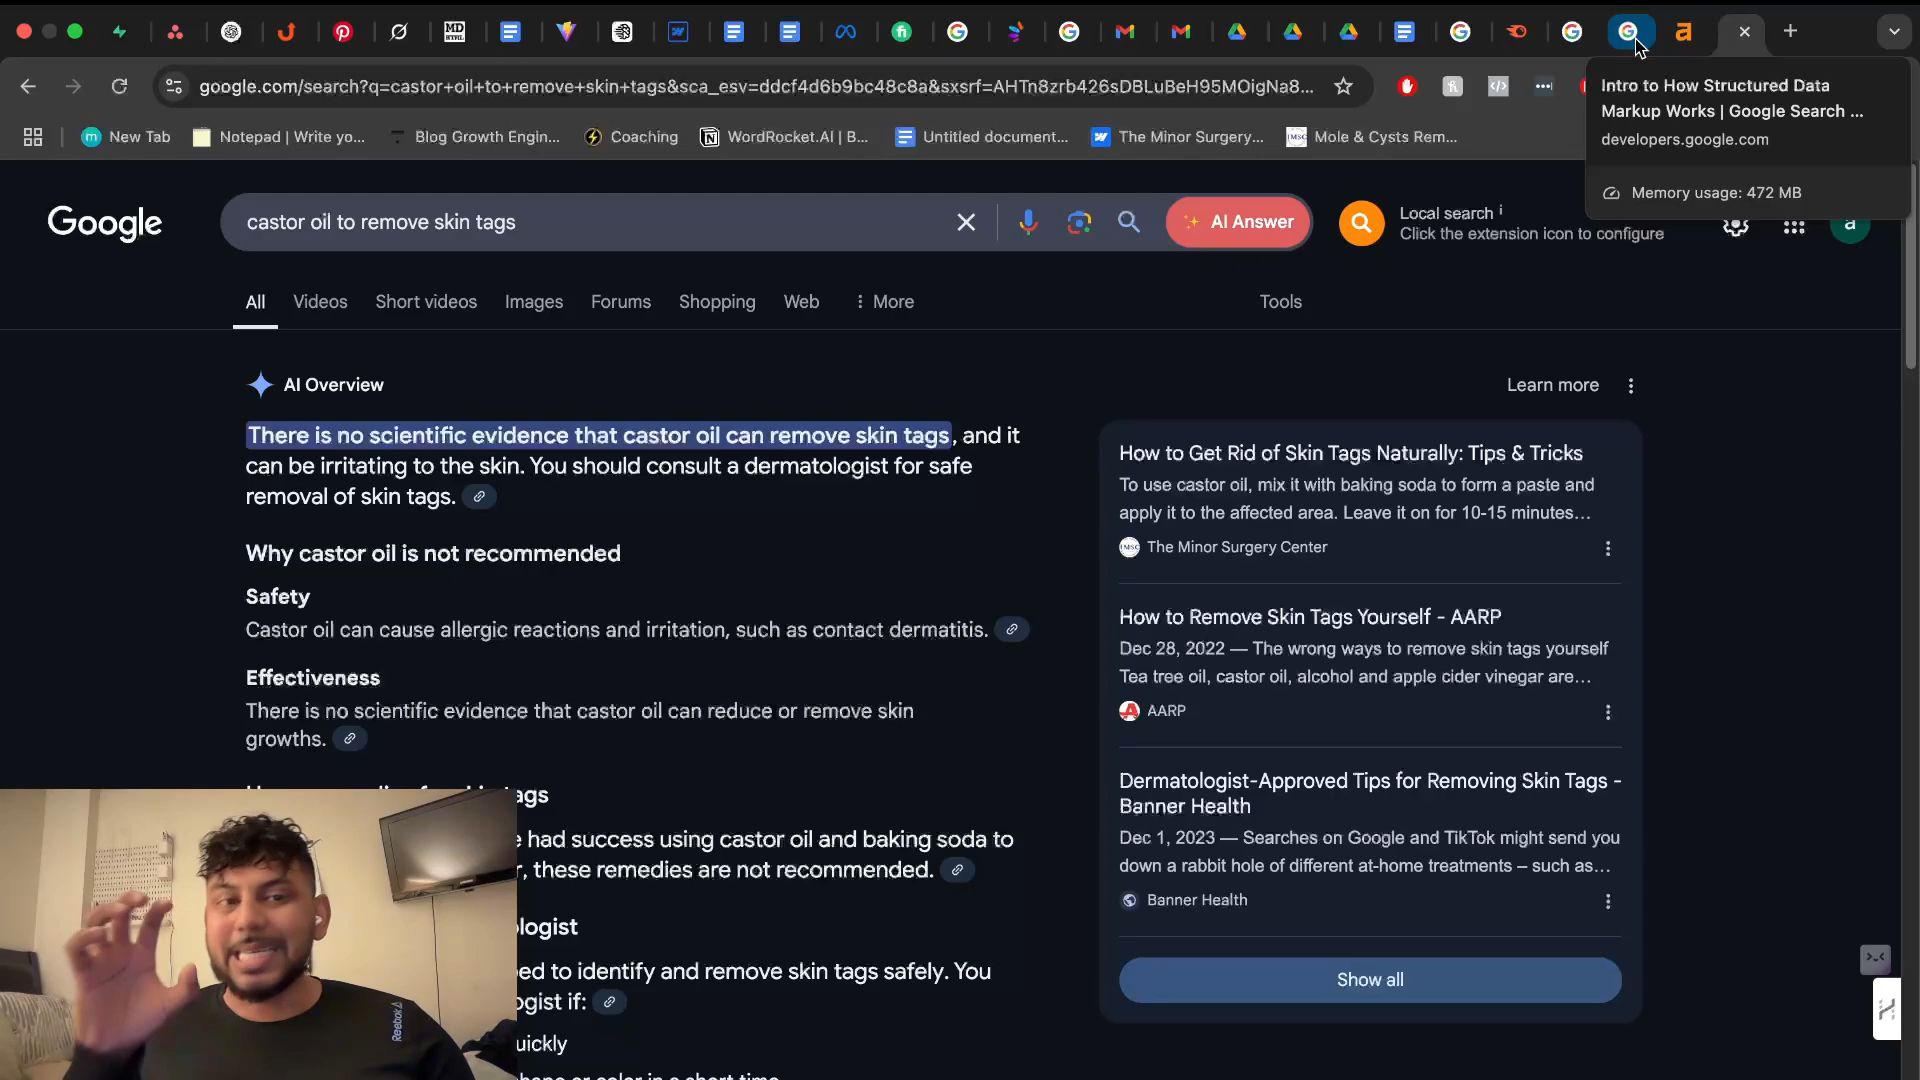 MD
HTML
a
google.com/search?q=castor+oil+to+remove+skin+tags&sca_esv=ddcf4d6b9bc48c8a&sxsrf=AHTn8zrb426sDBLuBeH95MOigNa8...
Intro to How Structured Data
Markup Works | Google Search ...
developers.google.com
Memory usage: 472 MB
New Tab
Notepad | Write yo...
Blog Growth Engin...
Coaching
WordRocket.AI | B...
Untitled document...
The Minor Surgery...
Mole & Cysts Rem...
Google
castor oil to remove skin tags
AI Answer
Local search i
Click the extension icon to configure
a
All
Videos
Short videos
Images
Forums
Shopping
Web
More
Tools
AI Overview
Learn more
There is no scientific evidence that castor oil can remove skin tags, and it
can be irritating to the skin. You should consult a dermatologist for safe
removal of skin tags.
Why castor oil is not recommended
Safety
Castor oil can cause allergic reactions and irritation, such as contact dermatitis.
Effectiveness
There is no scientific evidence that castor oil can reduce or remove skin
growths.
ags
e had success using castor oil and baking soda to
r, these remedies are not recommended.
logist
ed to identify and remove skin tags safely. You
ogist if:
uickly
hape or color in a short time
How to Get Rid of Skin Tags Naturally: Tips & Tricks
To use castor oil, mix it with baking soda to form a paste and
apply it to the affected area. Leave it on for 10-15 minutes...
The Minor Surgery Center
How to Remove Skin Tags Yourself - AARP
Dec 28, 2022 — The wrong ways to remove skin tags yourself
Tea tree oil, castor oil, alcohol and apple cider vinegar are...
AARP
Dermatologist-Approved Tips for Removing Skin Tags -
Banner Health
Dec 1, 2023 — Searches on Google and TikTok might send you
down a rabbit hole of different at-home treatments – such as...
Banner Health
Show all
Reebok